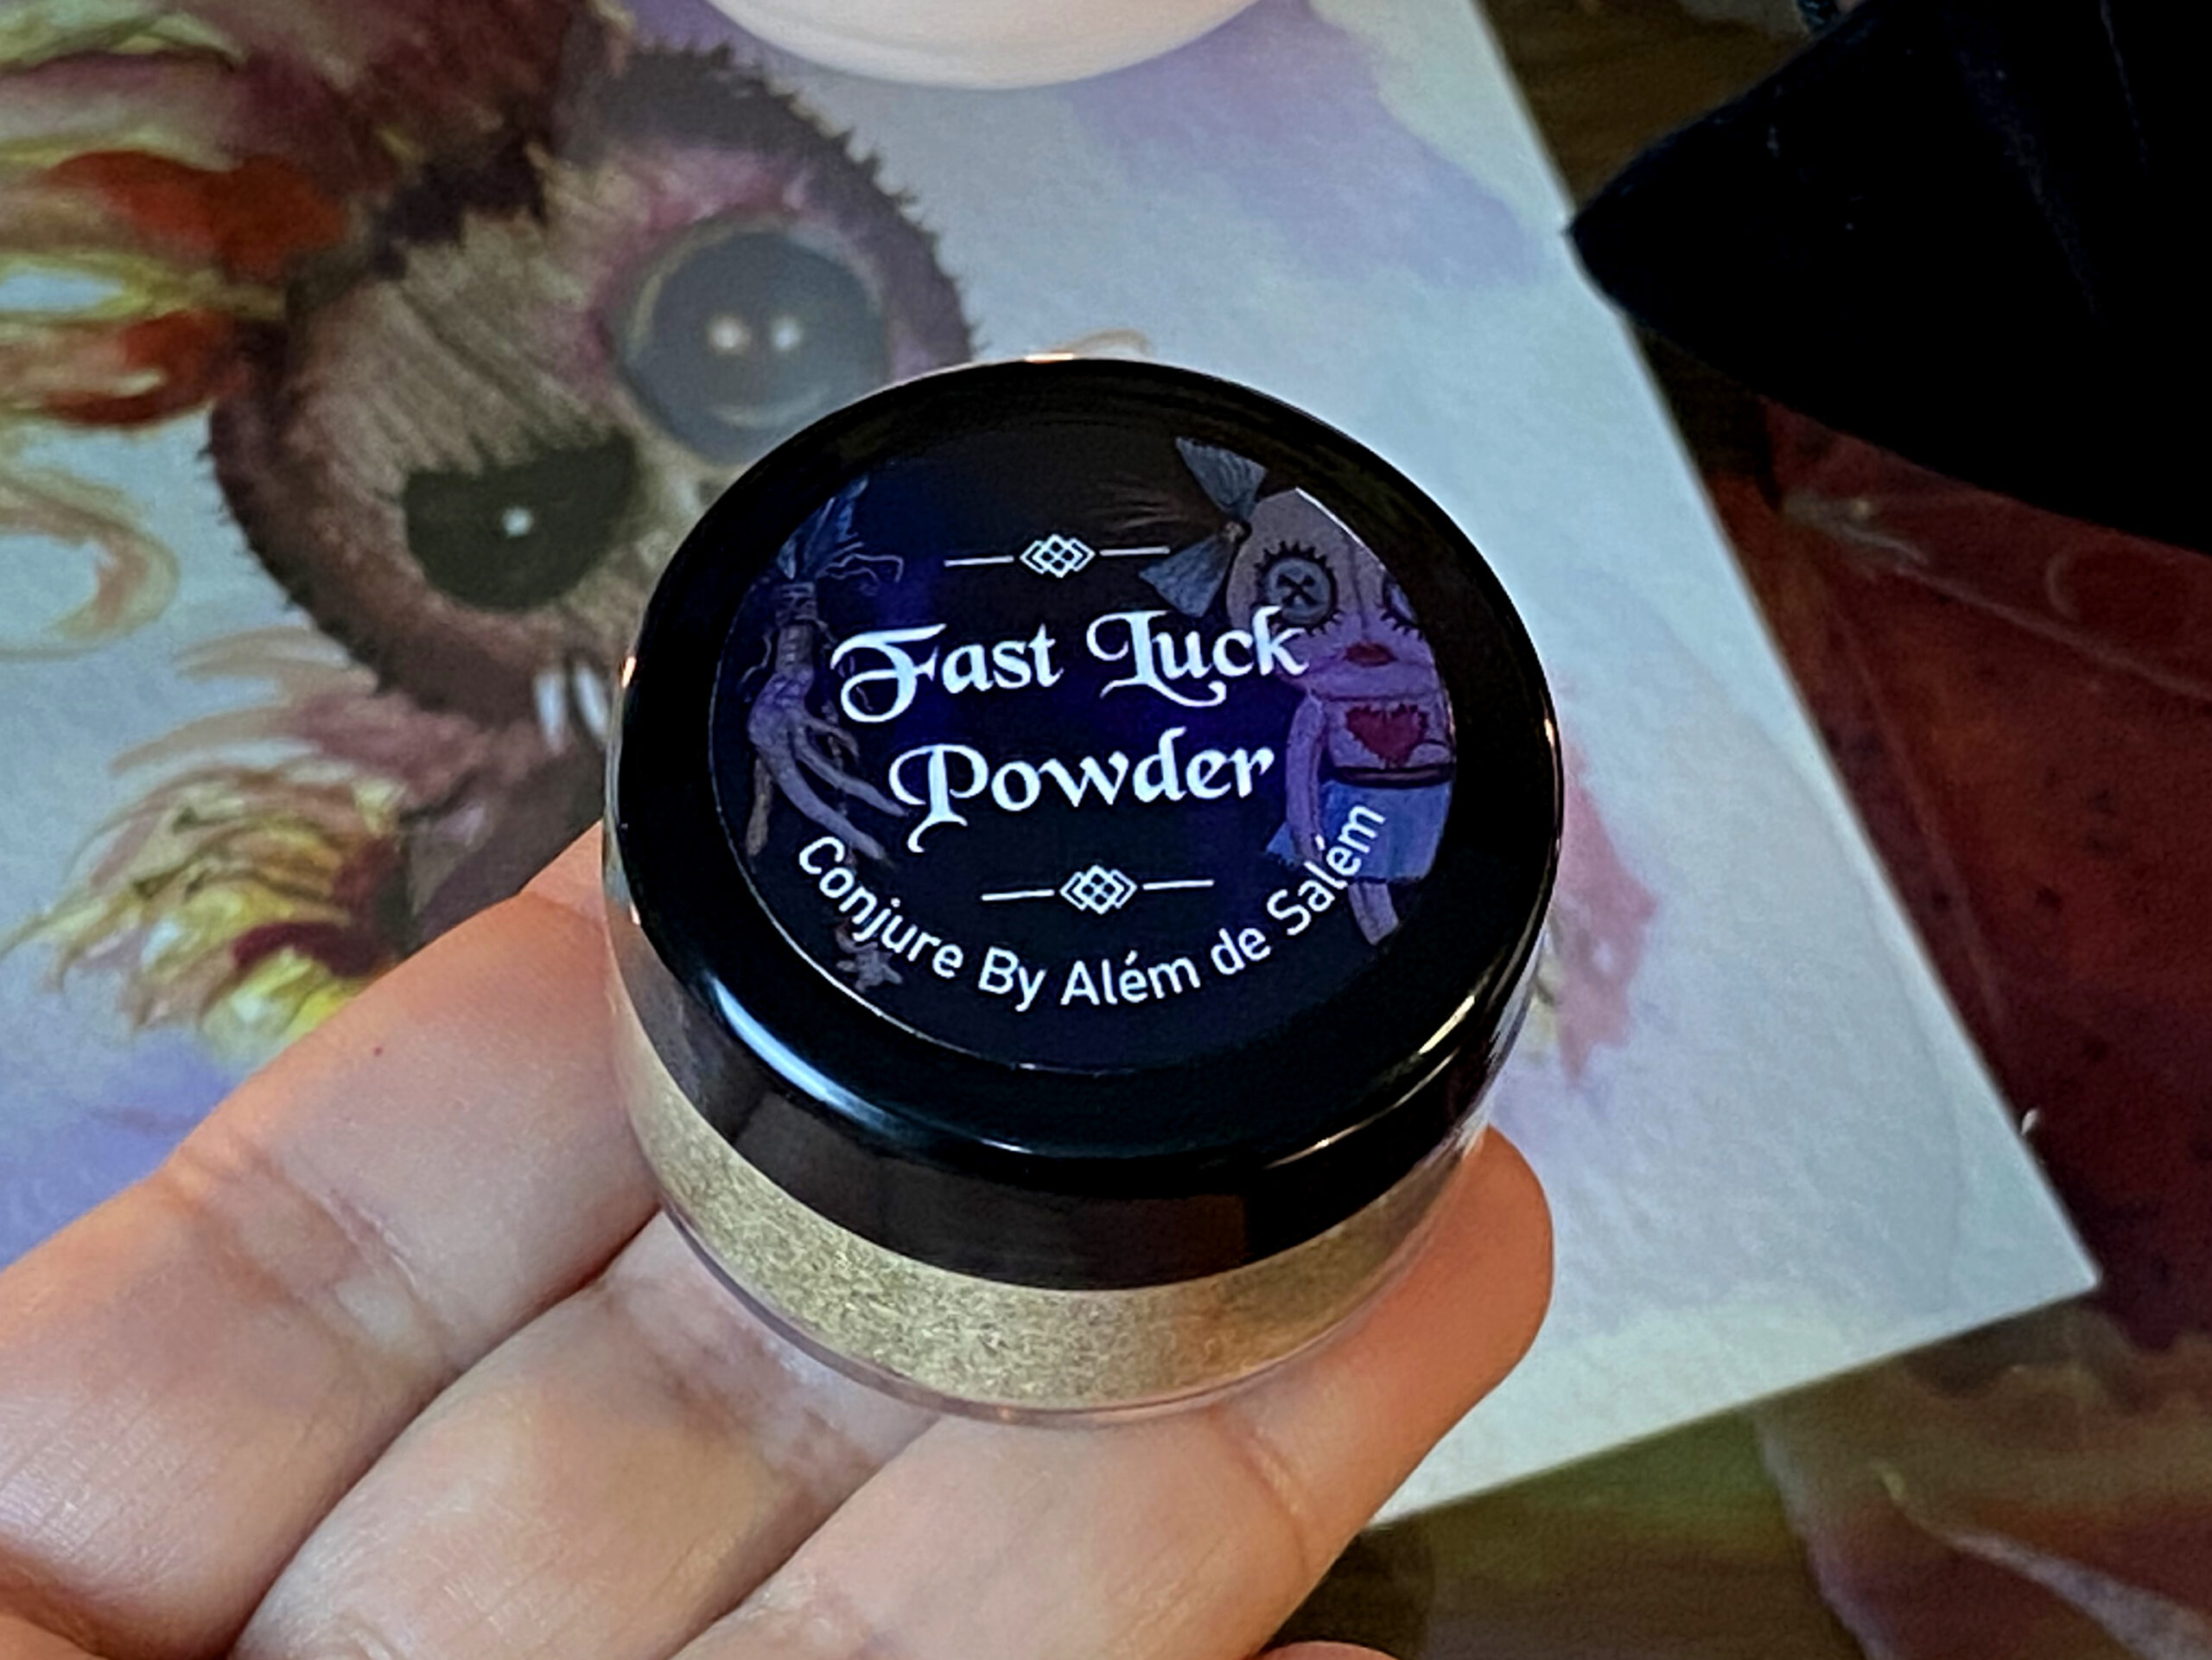 Fast Luck
Powder
Conjure By Além de Salém